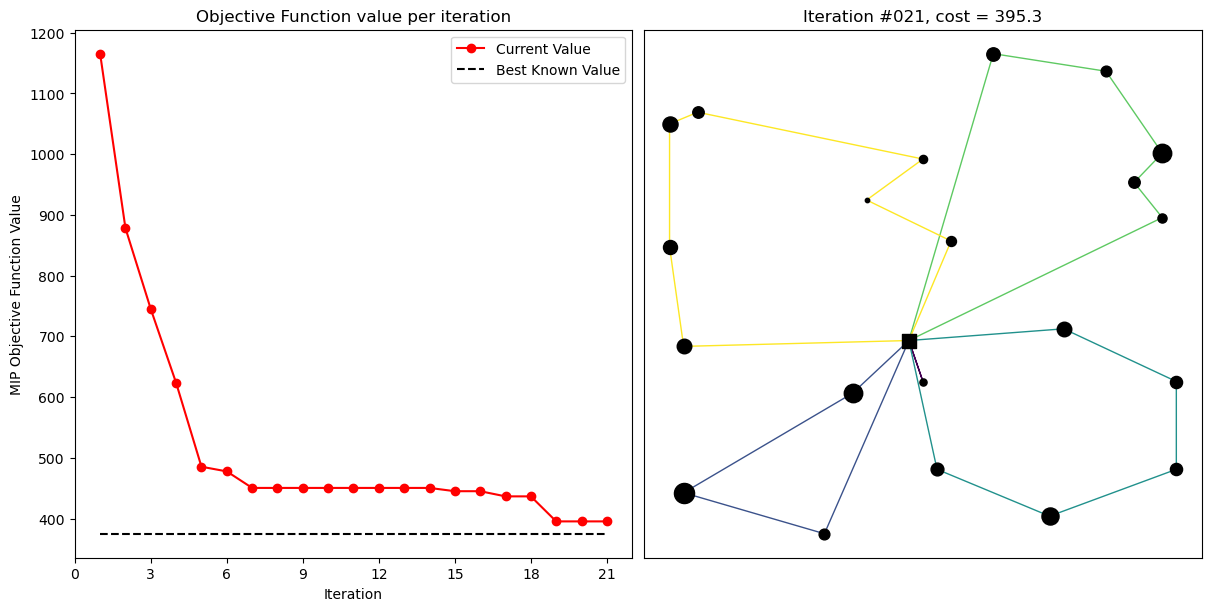 Objective Function value per iteration
Iteration #021, cost = 395.3
Current Value
Best Known Value
MIP Objective Function Value
1200
1100
1000
900
800
700
600
500
400
0 3 6 9 12 15 18 21
Iteration